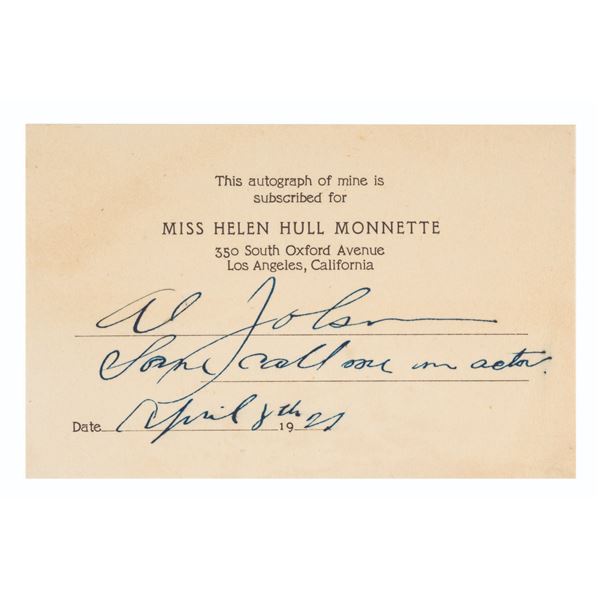 This autograph of mine is
subscribed for
MISS HELEN HULL MONNETTE
350 South Oxford Avenue
Los Angeles, California
Al Jolson
Some call me an actor.
Date April 8th 1921